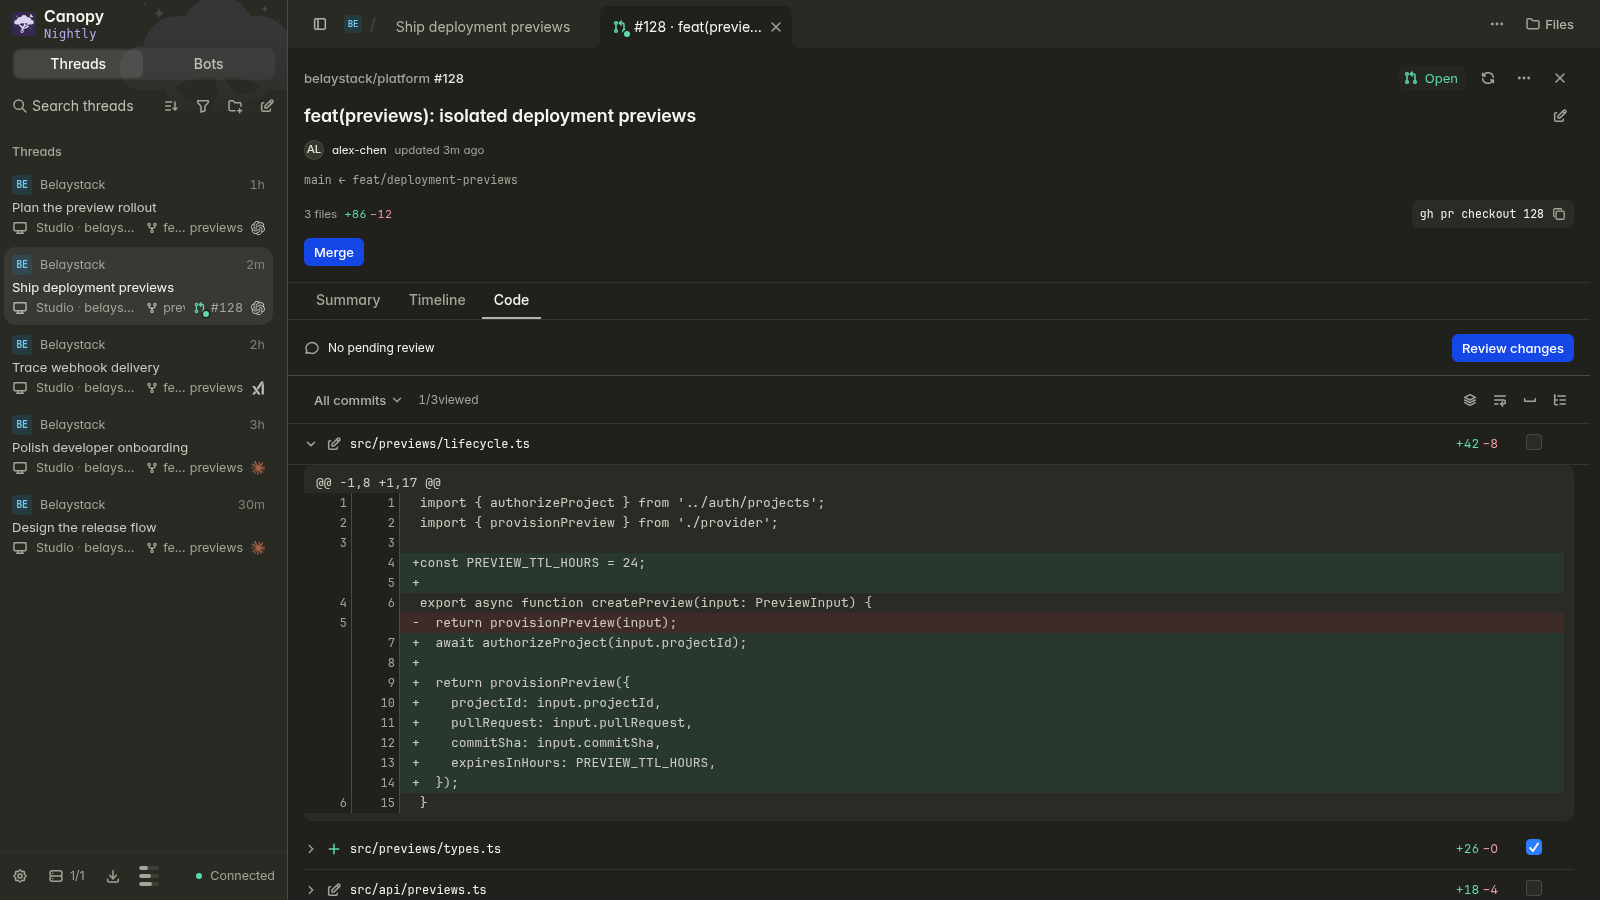 Canopy
Nightly
Threads
Bots
Search threads
Threads
BE Belaystack 1h
Plan the preview rollout
Studio · belays... fe... previews
BE Belaystack 2m
Ship deployment previews
Studio · belays... prev #128
BE Belaystack 2h
Trace webhook delivery
Studio · belays... fe... previews
BE Belaystack 3h
Polish developer onboarding
Studio · belays... fe... previews
BE Belaystack 30m
Design the release flow
Studio · belays... fe... previews
1/1
Connected
BE / Ship deployment previews
#128 · feat(previe...
Files
belaystack/platform #128
Open
feat(previews): isolated deployment previews
AL alex-chen updated 3m ago
main ← feat/deployment-previews
3 files +86 −12
gh pr checkout 128
Merge
Summary
Timeline
Code
No pending review
Review changes
All commits
1/3viewed
src/previews/lifecycle.ts +42 −8
@@ -1,8 +1,17 @@
1 1 import { authorizeProject } from '../auth/projects';
2 2 import { provisionPreview } from './provider';
3 3
4 +const PREVIEW_TTL_HOURS = 24;
5 +
4 6 export async function createPreview(input: PreviewInput) {
5 - return provisionPreview(input);
7 + await authorizeProject(input.projectId);
8 +
9 + return provisionPreview({
10 + projectId: input.projectId,
11 + pullRequest: input.pullRequest,
12 + commitSha: input.commitSha,
13 + expiresInHours: PREVIEW_TTL_HOURS,
14 + });
6 15 }
src/previews/types.ts +26 −0
src/api/previews.ts +18 −4